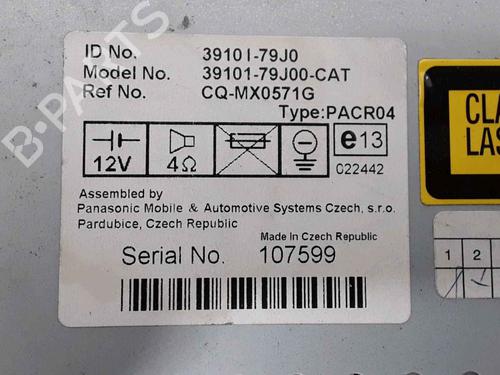 ID No. 39101-79J0
Model No. 39101-79J00-CAT
Ref No. CQ-MX0571G
Type:PACR04
12V 4Ω e13
022442
Assembled by
Panasonic Mobile & Automotive Systems Czech, s.r.o.
Pardubice, Czech Republic
Made in Czech Republic
Serial No. 107599
CLA
LAS
1 2
B-PARTS